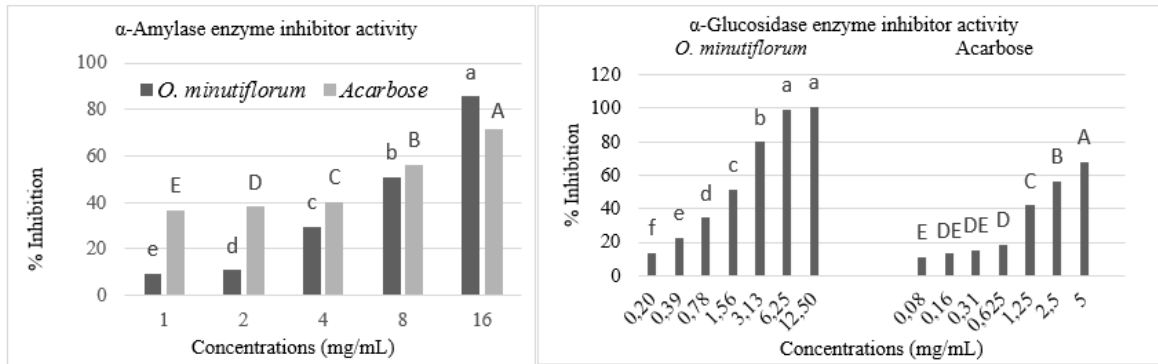 α-Amylase enzyme inhibitor activity
100
80
60
40
20
0
% Inhibition
O. minutiflorum Acarbose
e E d D c C b B a A
1 2 4 8 16
Concentrations (mg/mL)
α-Glucosidase enzyme inhibitor activity
O. minutiflorum Acarbose
120
100
80
60
40
20
0
% Inhibition
f e d c b a a E DE DE D C B A
0,20 0,39 0,78 1,56 3,13 6,25 12,50 0,08 0,16 0,31 0,625 1,25 2,5 5
Concentrations (mg/mL)